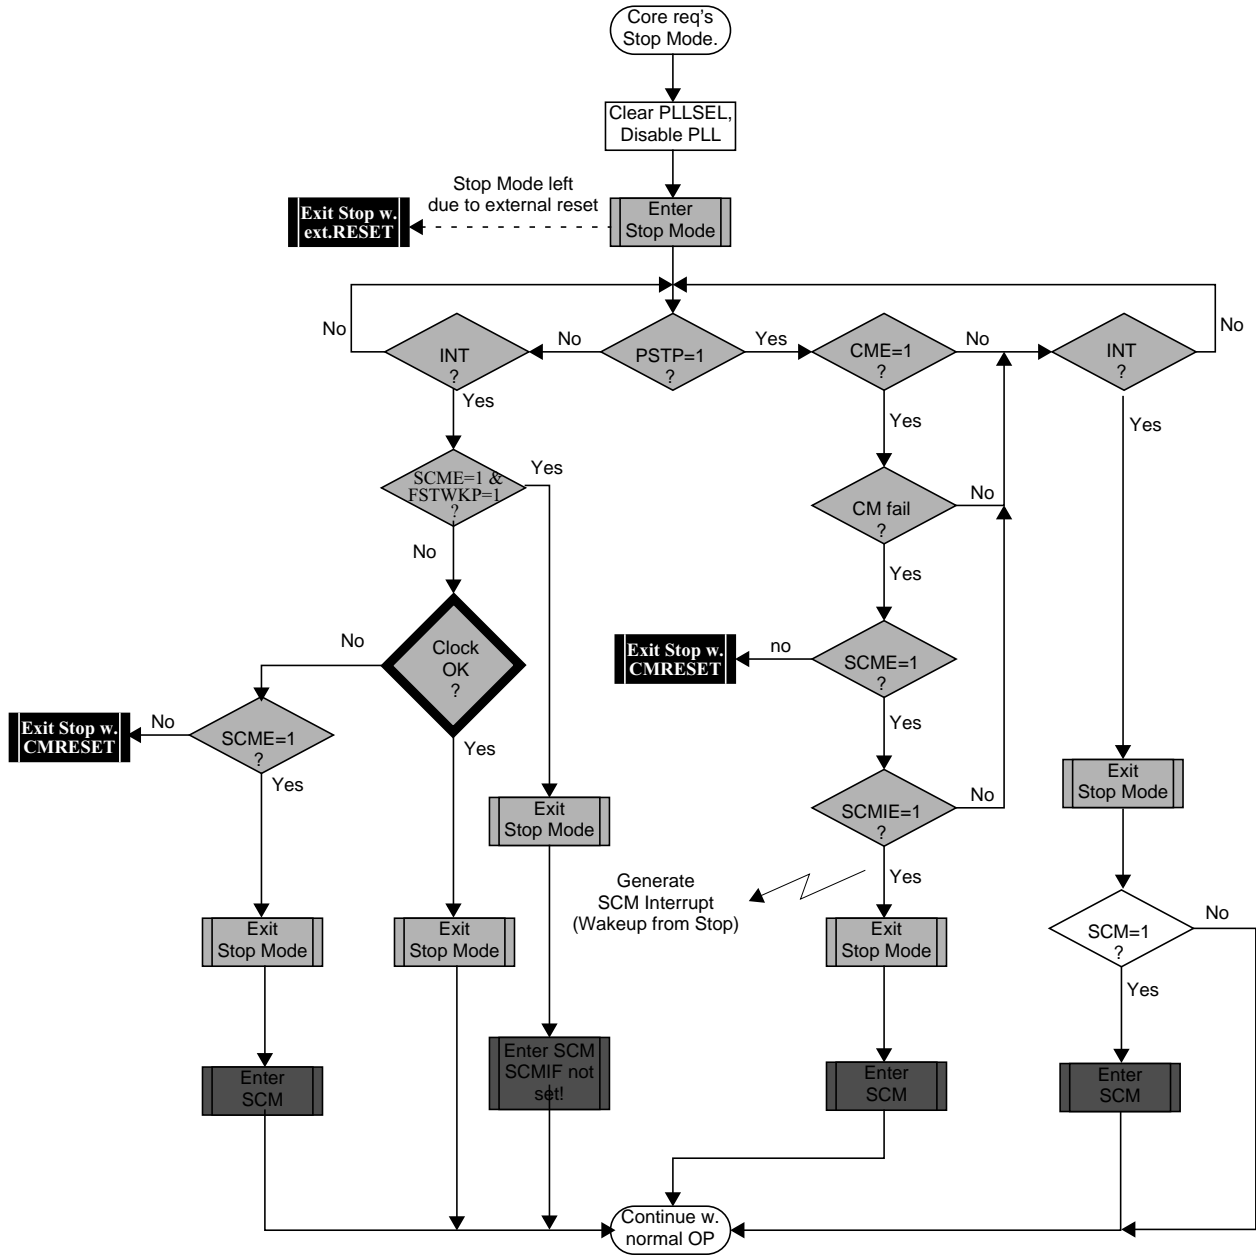 Core req's
Stop Mode.
Clear PLLSEL,
Disable PLL
Stop Mode left
due to external reset
Exit Stop w.
ext.RESET
Enter
Stop Mode
No
INT
?
No
PSTP=1
?
Yes
CME=1
?
No
INT
?
No
Yes
Yes
Yes
SCME=1 &
FSTWKP=1
?
Yes
CM fail
?
No
No
Yes
No
Clock
OK
?
Exit Stop w.
CMRESET
no
SCME=1
?
Exit Stop w.
CMRESET
No
SCME=1
?
Yes
Yes
Yes
Exit
Stop Mode
SCMIE=1
?
No
Exit
Stop Mode
Generate
SCM Interrupt
(Wakeup from Stop)
Yes
Exit
Stop Mode
Exit
Stop Mode
Exit
Stop Mode
SCM=1
?
No
Yes
Enter SCM
SCMIF not
set!
Enter
SCM
Enter
SCM
Enter
SCM
Continue w.
normal OP